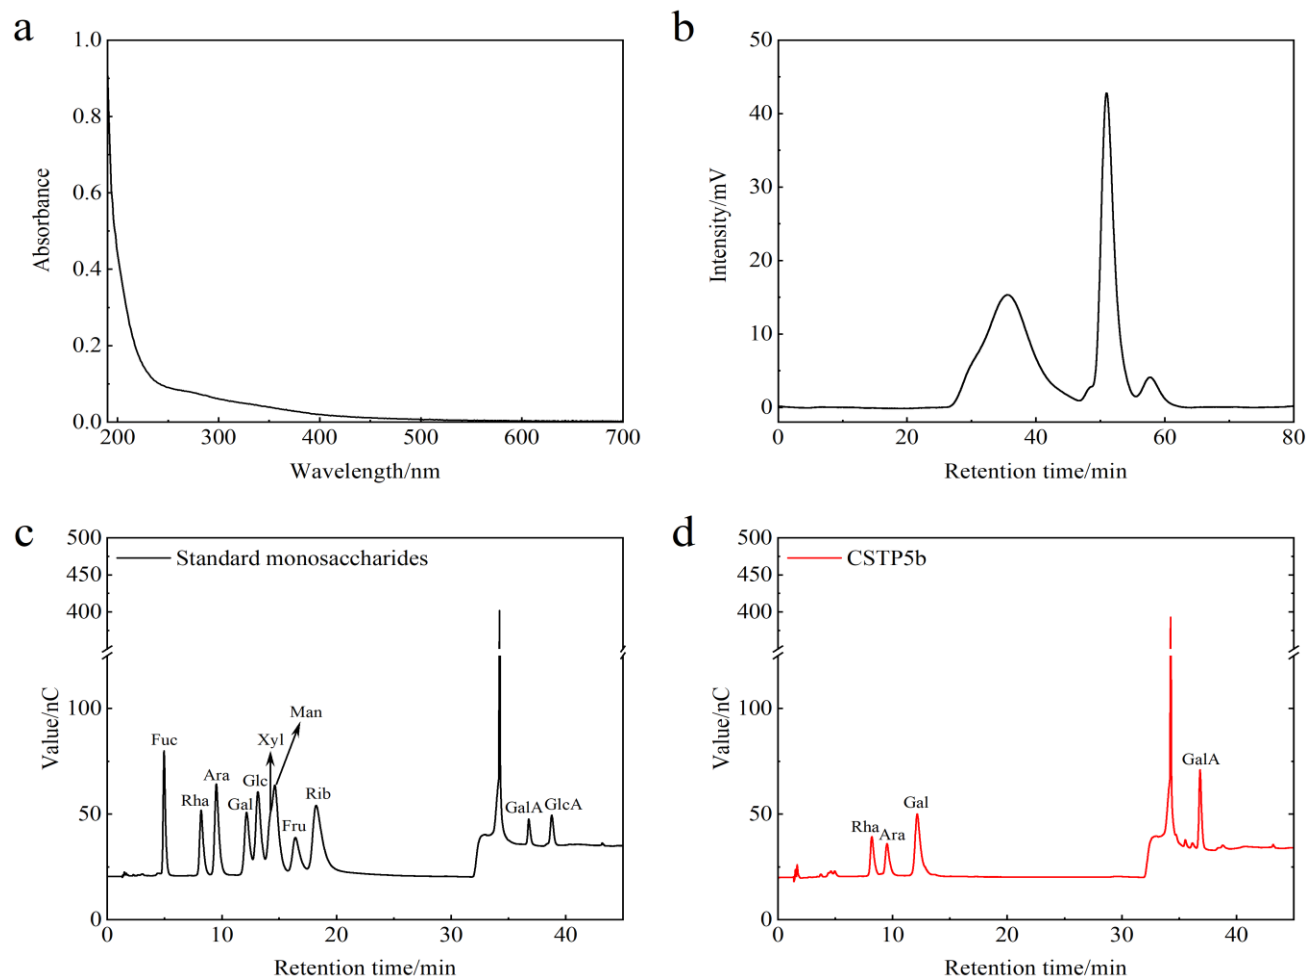 a
1.0
0.8
0.6
0.4
0.2
0.0
Absorbance
200 300 400 500 600 700
Wavelength/nm
b
50
40
30
20
10
0
Intensity/mV
0 20 40 60 80
Retention time/min
c
500
450
400
100
50
0
Value/nC
Standard monosaccharides
Fuc
Rha
Ara
Gal
Glc
Xyl
Man
Fru
Rib
GalA
GlcA
0 10 20 30 40
Retention time/min
d
500
450
400
100
50
0
Value/nC
CSTP5b
Rha
Ara
Gal
GalA
0 10 20 30 40
Retention time/min